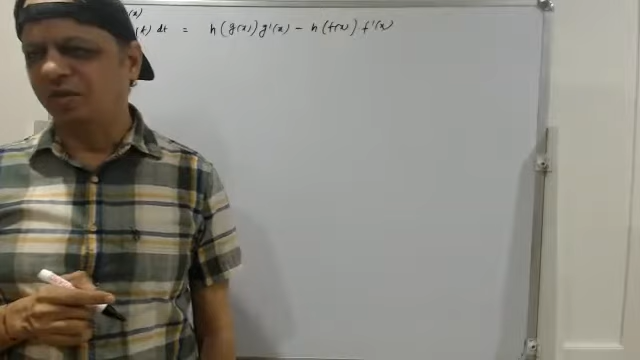 (x)
(t) dt = h(g(x)) g'(x) - h(f(x)) f'(x)